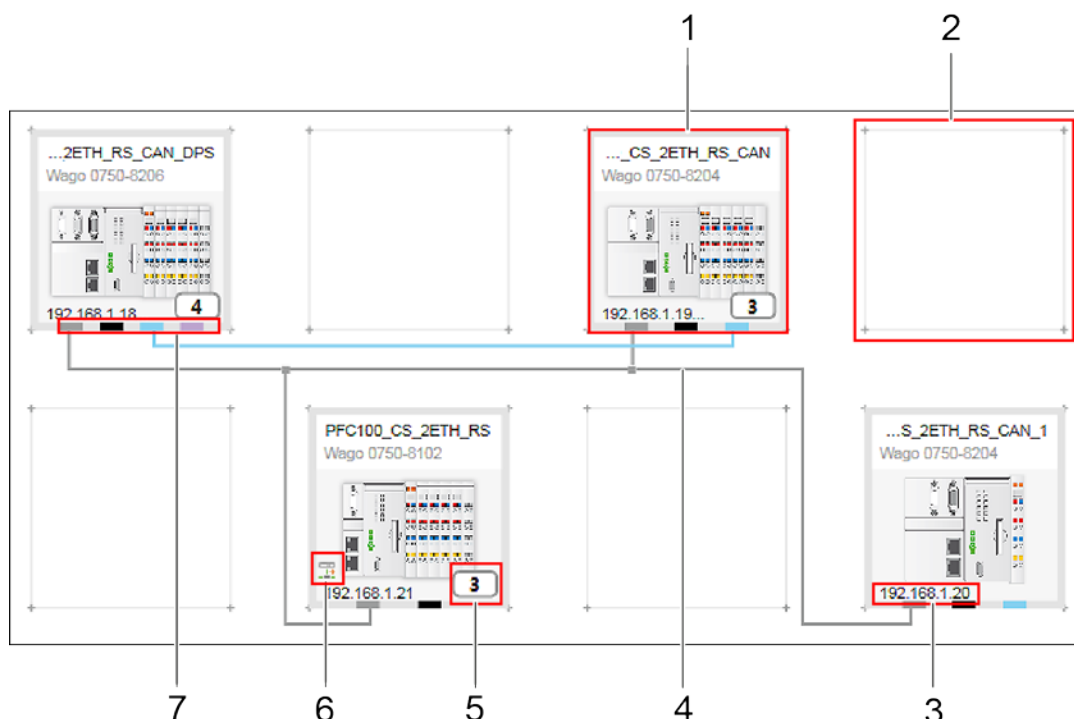 1
2
...2ETH_RS_CAN_DPS
Wago 0750-8206
192.168.1.18
4
..._CS_2ETH_RS_CAN
Wago 0750-8204
192.168.1.19...
3
PFC100_CS_2ETH_RS
Wago 0750-8102
192.168.1.21
3
...S_2ETH_RS_CAN_1
Wago 0750-8204
192.168.1.20
7
6
5
4
3